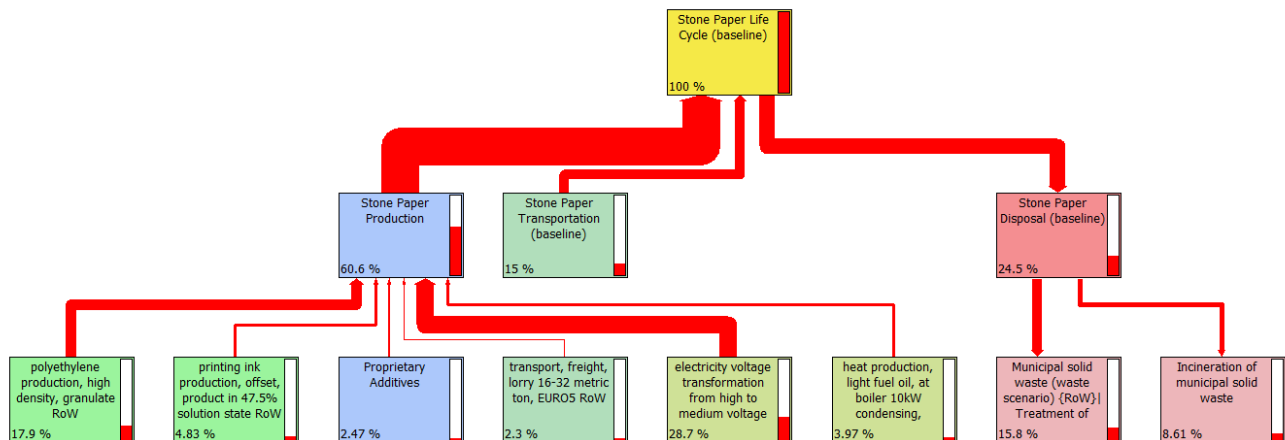 Stone Paper Life
Cycle (baseline)
100 %
Stone Paper
Production
60.6 %
Stone Paper
Transportation
(baseline)
15 %
Stone Paper
Disposal (baseline)
24.5 %
polyethylene
production, high
density, granulate
RoW
17.9 %
printing ink
production, offset,
product in 47.5%
solution state RoW
4.83 %
Proprietary
Additives
2.47 %
transport, freight,
lorry 16-32 metric
ton, EURO5 RoW
2.3 %
electricity voltage
transformation
from high to
medium voltage
28.7 %
heat production,
light fuel oil, at
boiler 10kW
condensing,
3.97 %
Municipal solid
waste (waste
scenario) {RoW}|
Treatment of
15.8 %
Incineration of
municipal solid
waste
8.61 %